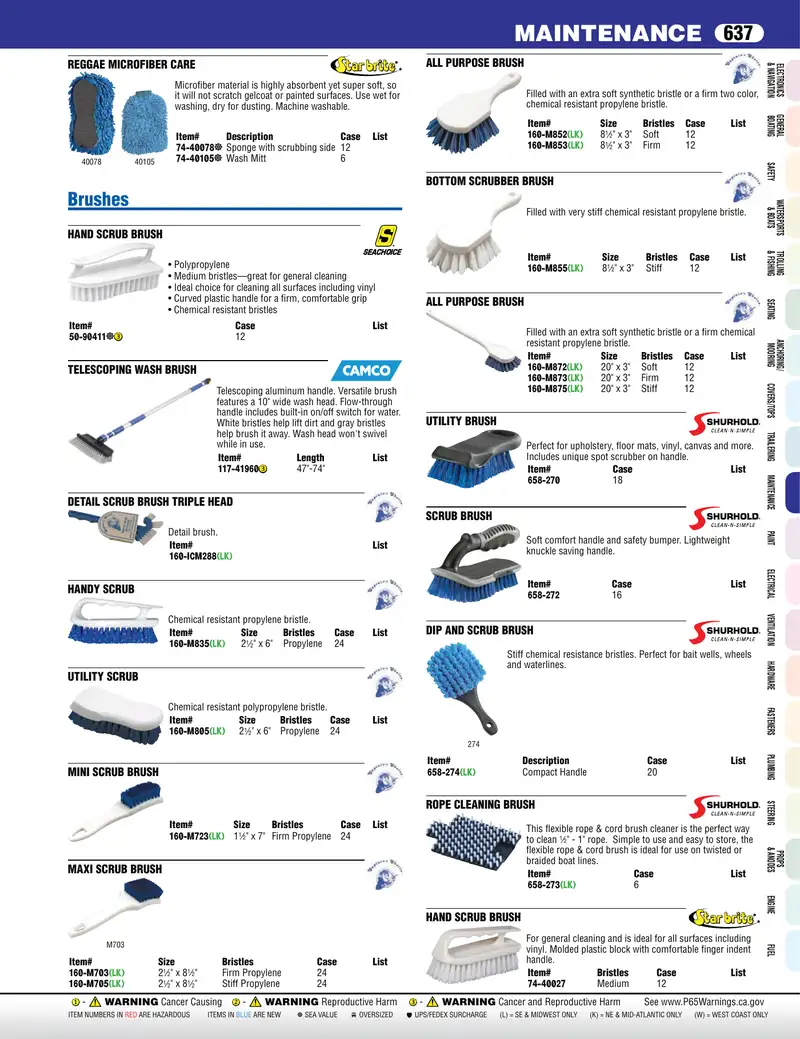 MAINTENANCE 637
REGGAE MICROFIBER CARE
Star brite
Microfiber material is highly absorbent yet super soft, so
it will not scratch gelcoat or painted surfaces. Use wet for
washing, dry for dusting. Machine washable.
Item# Description Case List
74-40078 Sponge with scrubbing side 12
74-40105 Wash Mitt 6
40078 40105
Brushes
HAND SCRUB BRUSH
SEACHOICE
• Polypropylene
• Medium bristles—great for general cleaning
• Ideal choice for cleaning all surfaces including vinyl
• Curved plastic handle for a firm, comfortable grip
• Chemical resistant bristles
Item# Case List
50-90411 3 12
TELESCOPING WASH BRUSH
CAMCO
Telescoping aluminum handle. Versatile brush
features a 10" wide wash head. Flow-through
handle includes built-in on/off switch for water.
White bristles help lift dirt and gray bristles
help brush it away. Wash head won't swivel
while in use.
Item# Length List
117-41960 3 47"-74"
DETAIL SCRUB BRUSH TRIPLE HEAD
Detail brush.
Item# List
160-ICM288(LK)
HANDY SCRUB
Chemical resistant propylene bristle.
Item# Size Bristles Case List
160-M835(LK) 2½" x 6" Propylene 24
UTILITY SCRUB
Chemical resistant polypropylene bristle.
Item# Size Bristles Case List
160-M805(LK) 2½" x 6" Propylene 24
MINI SCRUB BRUSH
Item# Size Bristles Case List
160-M723(LK) 1½" x 7" Firm Propylene 24
MAXI SCRUB BRUSH
M703
Item# Size Bristles Case List
160-M703(LK) 2½" x 8½" Firm Propylene 24
160-M705(LK) 2½" x 8½" Stiff Propylene 24
ALL PURPOSE BRUSH
Filled with an extra soft synthetic bristle or a firm two color,
chemical resistant propylene bristle.
Item# Size Bristles Case List
160-M852(LK) 8½" x 3" Soft 12
160-M853(LK) 8½" x 3" Firm 12
BOTTOM SCRUBBER BRUSH
Filled with very stiff chemical resistant propylene bristle.
Item# Size Bristles Case List
160-M855(LK) 8½" x 3" Stiff 12
ALL PURPOSE BRUSH
Filled with an extra soft synthetic bristle or a firm chemical
resistant propylene bristle.
Item# Size Bristles Case List
160-M872(LK) 20" x 3" Soft 12
160-M873(LK) 20" x 3" Firm 12
160-M875(LK) 20" x 3" Stiff 12
UTILITY BRUSH
SHURHOLD
CLEAN-N-SIMPLE
Perfect for upholstery, floor mats, vinyl, canvas and more.
Includes unique spot scrubber on handle.
Item# Case List
658-270 18
SCRUB BRUSH
SHURHOLD
CLEAN-N-SIMPLE
Soft comfort handle and safety bumper. Lightweight
knuckle saving handle.
Item# Case List
658-272 16
DIP AND SCRUB BRUSH
SHURHOLD
CLEAN-N-SIMPLE
Stiff chemical resistance bristles. Perfect for bait wells, wheels
and waterlines.
274
Item# Description Case List
658-274(LK) Compact Handle 20
ROPE CLEANING BRUSH
SHURHOLD
CLEAN-N-SIMPLE
This flexible rope & cord brush cleaner is the perfect way
to clean ½" - 1" rope. Simple to use and easy to store, the
flexible rope & cord brush is ideal for use on twisted or
braided boat lines.
Item# Case List
658-273(LK) 6
HAND SCRUB BRUSH
Star brite
For general cleaning and is ideal for all surfaces including
vinyl. Molded plastic block with comfortable finger indent
handle.
Item# Bristles Case List
74-40027 Medium 12
ELECTRONICS
& NAVIGATION
GENERAL
BOATING
SAFETY
WATERSPORTS
& BOATS
TROLLING
& FISHING
SEATING
ANCHORING
MOORING
COVERS/TOPS
TRAILERING
MAINTENANCE
PAINT
ELECTRICAL
VENTILATION
HARDWARE
FASTENERS
PLUMBING
STEERING
PROPS
& ANODES
ENGINE
FUEL
1 - WARNING Cancer Causing 2 - WARNING Reproductive Harm 3 - WARNING Cancer and Reproductive Harm See www.P65Warnings.ca.gov
ITEM NUMBERS IN RED ARE HAZARDOUS ITEMS IN BLUE ARE NEW SEA VALUE OVERSIZED UPS/FEDEX SURCHARGE (L) = SE & MIDWEST ONLY (K) = NE & MID-ATLANTIC ONLY (W) = WEST COAST ONLY